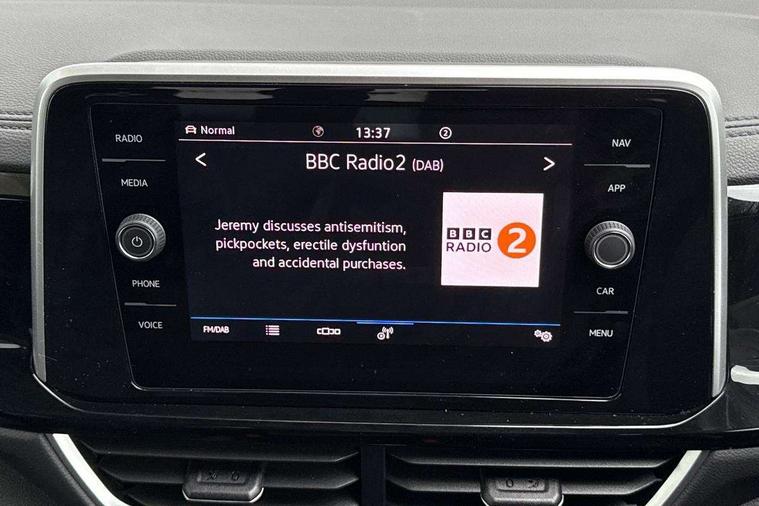 RADIO
MEDIA
PHONE
VOICE
Normal
13:37
2
<
BBC Radio2 (DAB)
>
Jeremy discusses antisemitism,
pickpockets, erectile dysfuntion
and accidental purchases.
BBC
RADIO
2
FM/DAB
NAV
APP
CAR
MENU